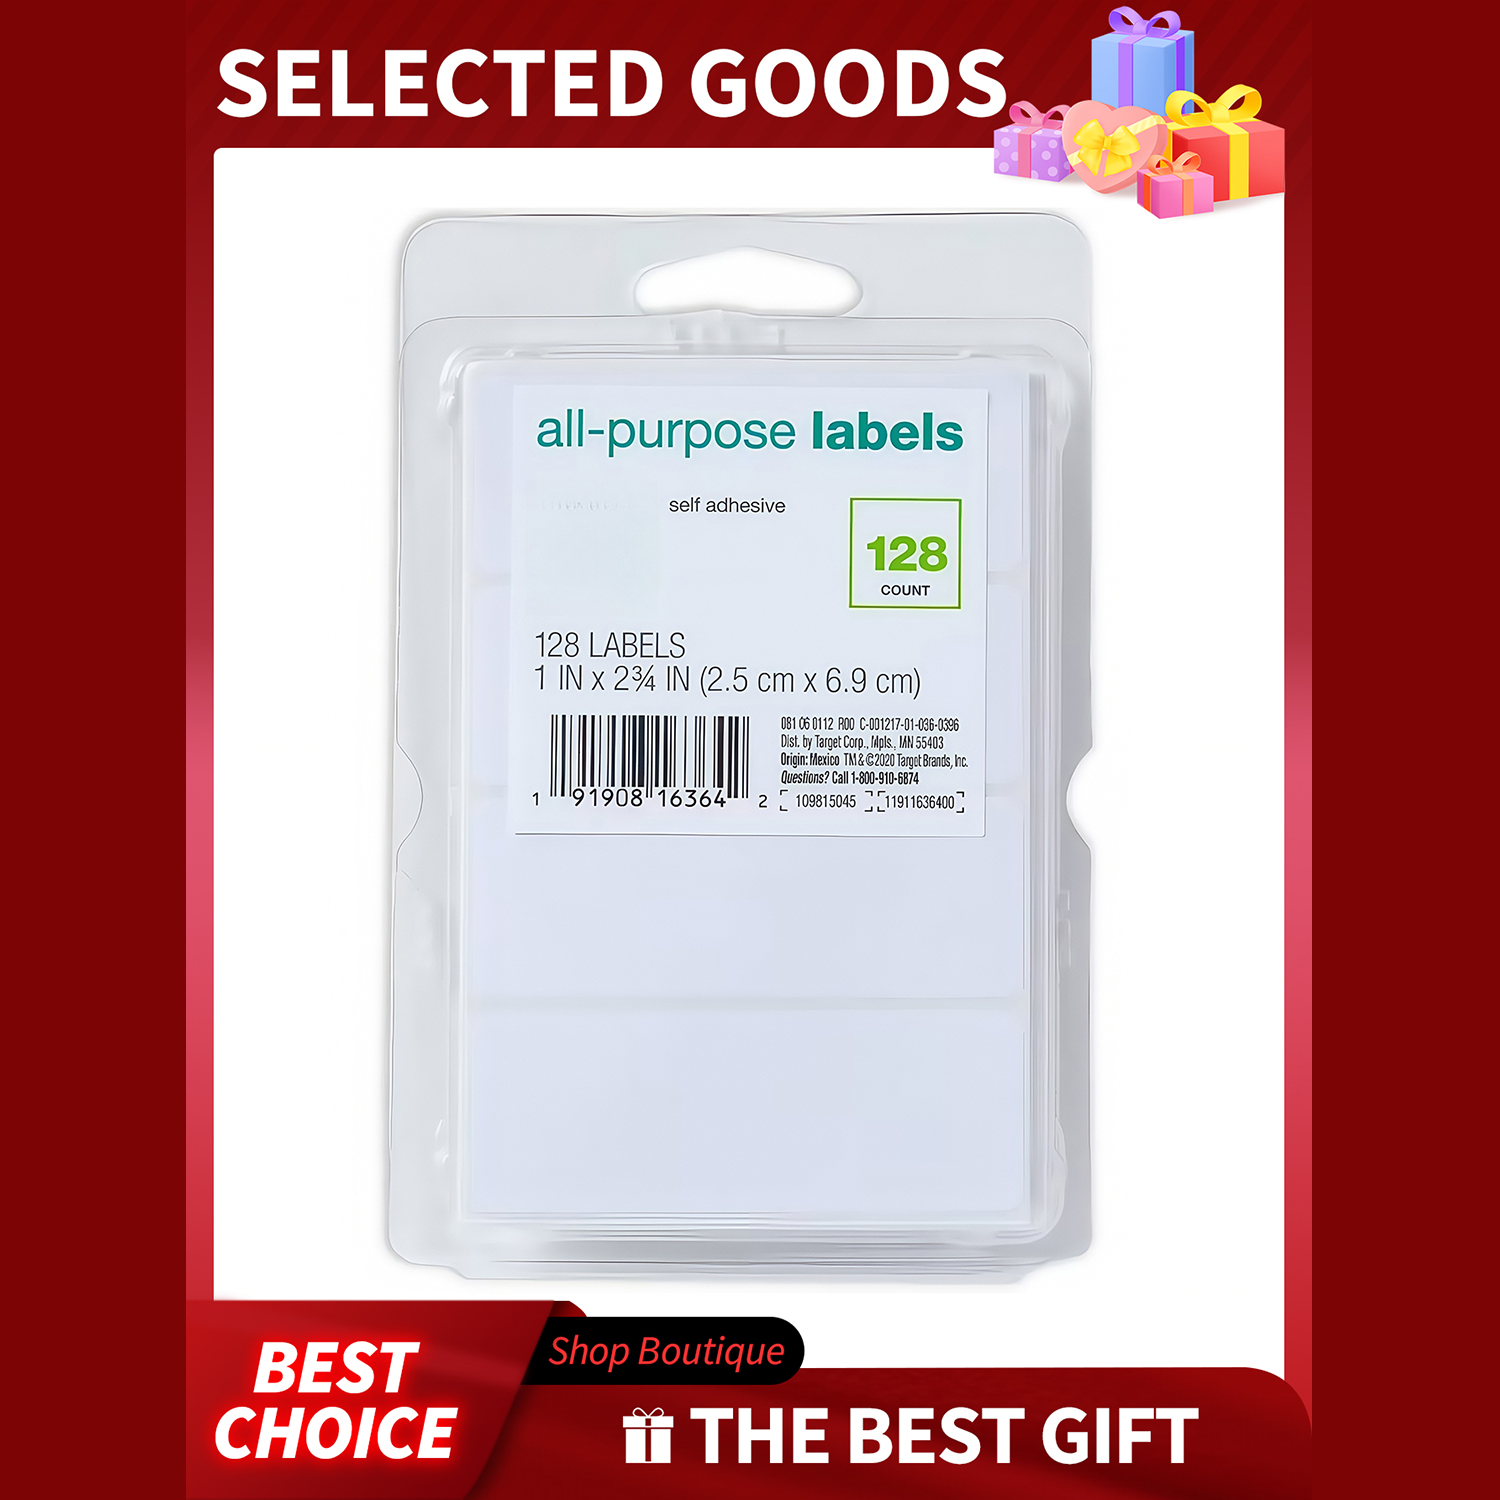 SELECTED GOODS
all-purpose labels
self adhesive
128
COUNT
128 LABELS
1 IN x 2¾ IN (2.5 cm x 6.9 cm)
081 06 0112 R00 C-001217-01-036-0396
Dist. by Target Corp., Mpls., MN 55403
Origin: Mexico TM & ©2020 Target Brands, Inc.
Questions? Call 1-800-910-6874
1 91908 16364 2
109815045 11911636400
Shop Boutique
BEST
CHOICE
THE BEST GIFT